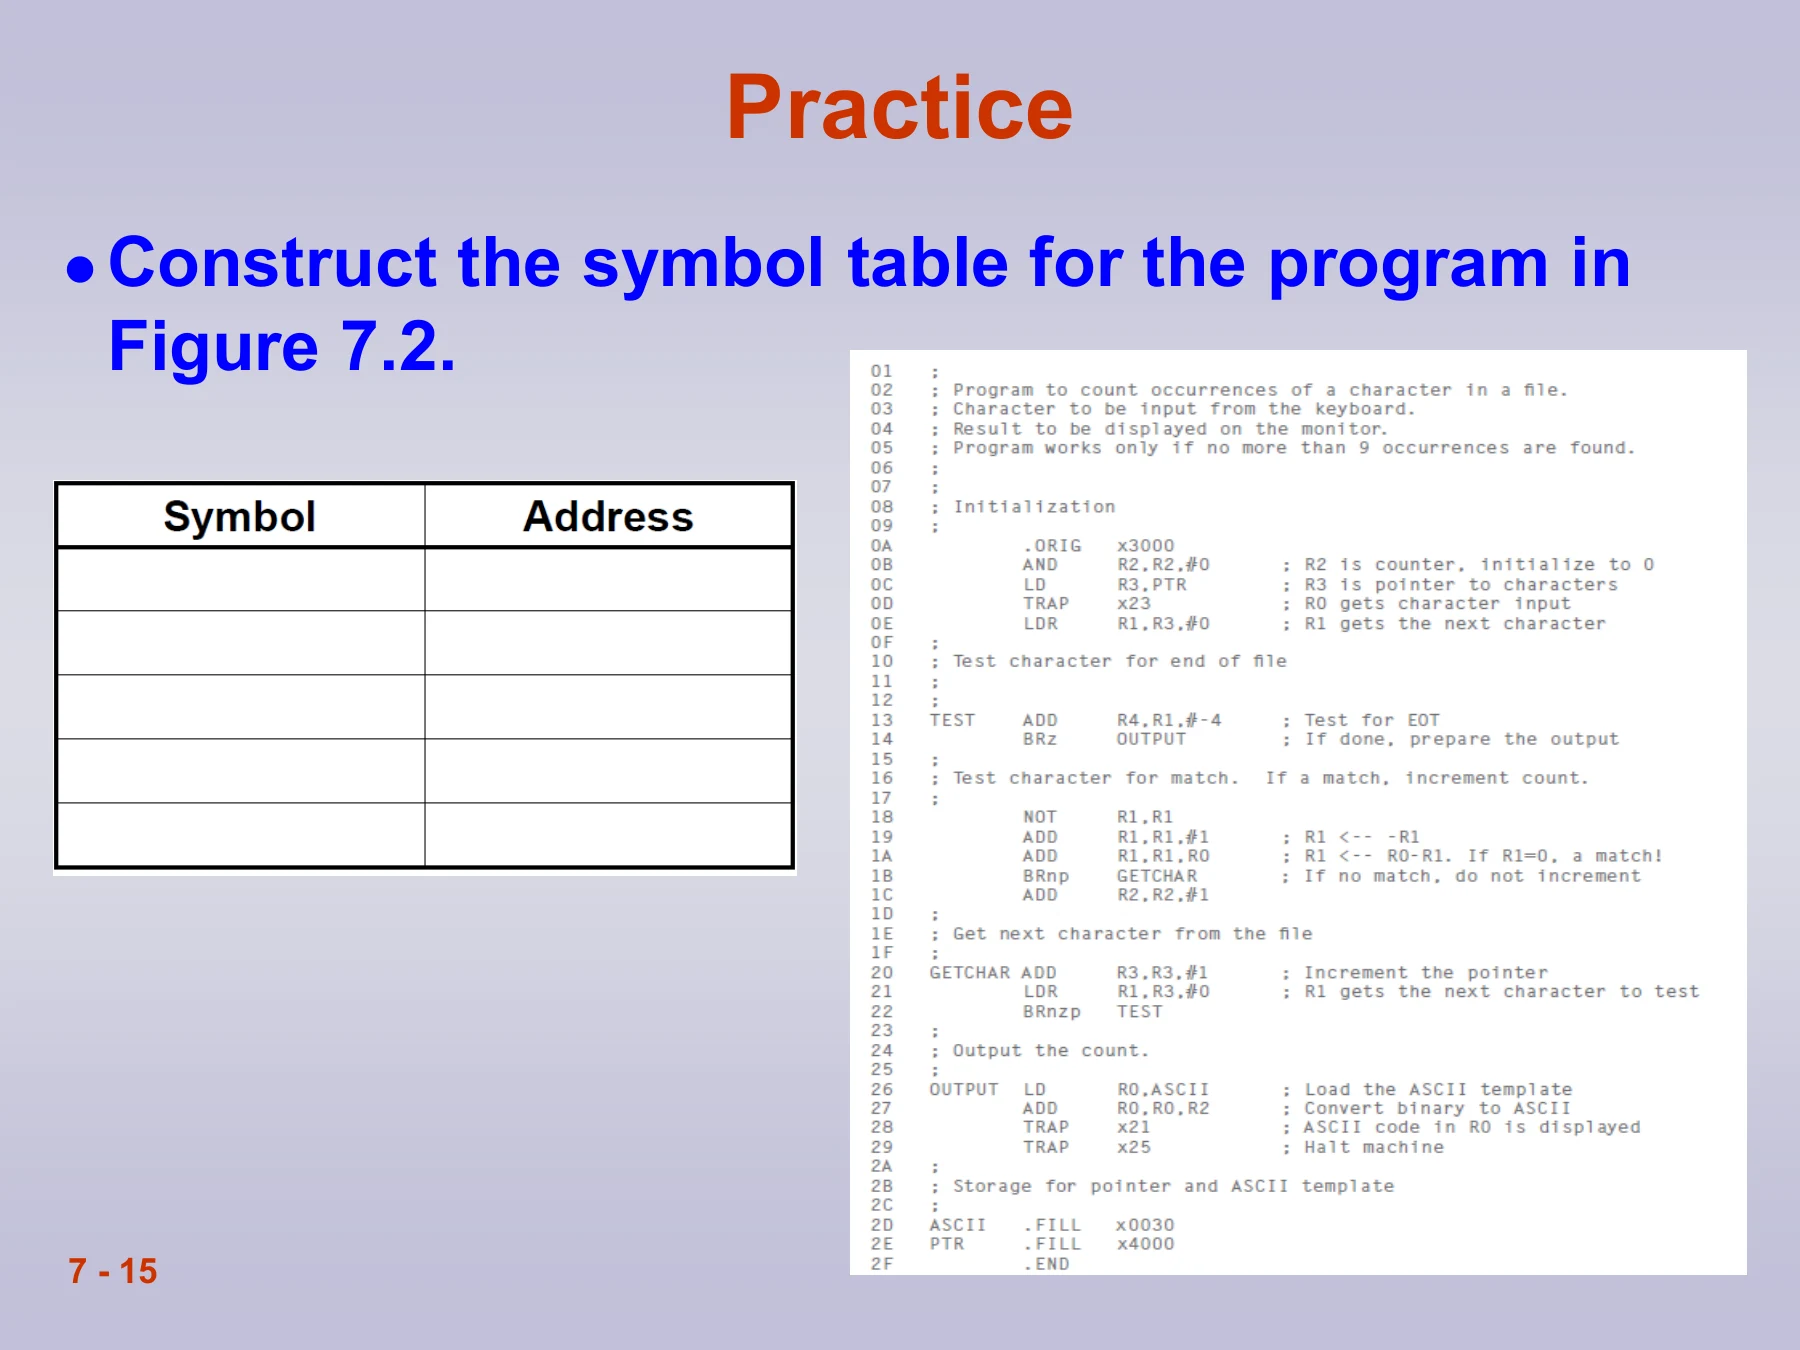 Practice
• Construct the symbol table for the program in
Figure 7.2.
Symbol Address
01 ;
02 ; Program to count occurrences of a character in a file.
03 ; Character to be input from the keyboard.
04 ; Result to be displayed on the monitor.
05 ; Program works only if no more than 9 occurrences are found.
06 ;
07 ;
08 ; Initialization
09 ;
0A .ORIG x3000
0B AND R2,R2,#0 ; R2 is counter, initialize to 0
0C LD R3,PTR ; R3 is pointer to characters
0D TRAP x23 ; R0 gets character input
0E LDR R1,R3,#0 ; R1 gets the next character
0F ;
10 ; Test character for end of file
11 ;
12 ;
13 TEST ADD R4,R1,#-4 ; Test for EOT
14 BRz OUTPUT ; If done, prepare the output
15 ;
16 ; Test character for match. If a match, increment count.
17 ;
18 NOT R1,R1
19 ADD R1,R1,#1 ; R1 <-- -R1
1A ADD R1,R1,R0 ; R1 <-- R0-R1. If R1=0, a match!
1B BRnp GETCHAR ; If no match, do not increment
1C ADD R2,R2,#1
1D ;
1E ; Get next character from the file
1F ;
20 GETCHAR ADD R3,R3,#1 ; Increment the pointer
21 LDR R1,R3,#0 ; R1 gets the next character to test
22 BRnzp TEST
23 ;
24 ; Output the count.
25 ;
26 OUTPUT LD R0,ASCII ; Load the ASCII template
27 ADD R0,R0,R2 ; Convert binary to ASCII
28 TRAP x21 ; ASCII code in R0 is displayed
29 TRAP x25 ; Halt machine
2A ;
2B ; Storage for pointer and ASCII template
2C ;
2D ASCII .FILL x0030
2E PTR .FILL x4000
2F .END
7 - 15